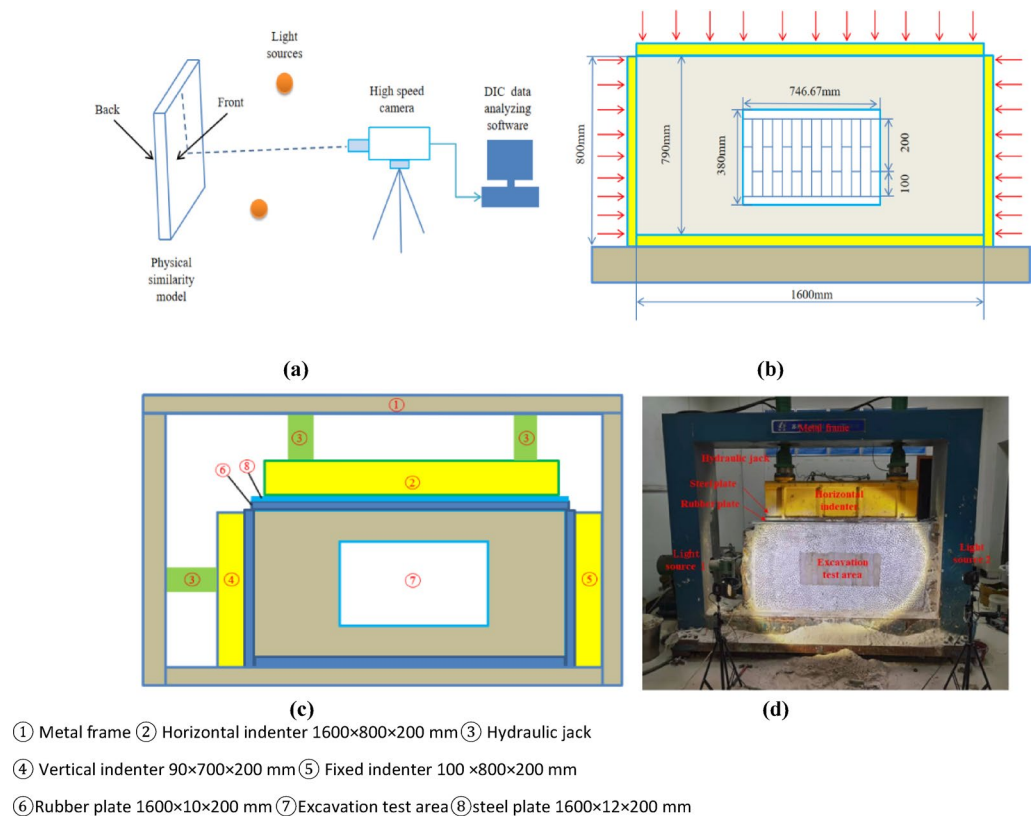 Light
sources
Back
Front
High speed
camera
DIC data
analyzing
software
Physical
similarity
model
(a)
746.67mm
800mm
790mm
380mm
200
100
1600mm
(b)
①
③ ③
②
⑥ ⑧
③ ④ ⑦ ⑤
(c)
Metal frame
Hydraulic jack
Steel plate
Rubber plate
Horizontal
indenter
Light
source
Excavation
test area
Light
source
(d)
① Metal frame ② Horizontal indenter 1600×800×200 mm ③ Hydraulic jack
④ Vertical indenter 90×700×200 mm ⑤ Fixed indenter 100 ×800×200 mm
⑥Rubber plate 1600×10×200 mm ⑦Excavation test area ⑧steel plate 1600×12×200 mm